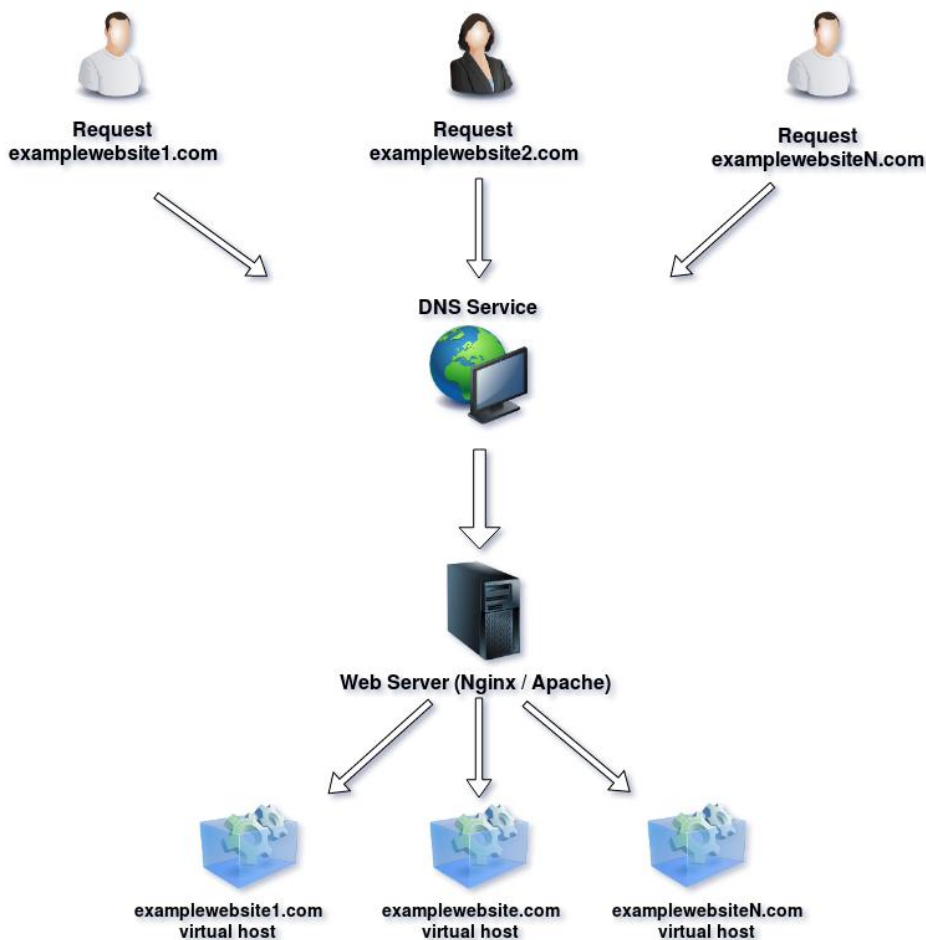 Request
examplewebsite1.com
Request
examplewebsite2.com
Request
examplewebsiteN.com
DNS Service
Web Server (Nginx / Apache)
examplewebsite1.com
virtual host
examplewebsite.com
virtual host
examplewebsiteN.com
virtual host